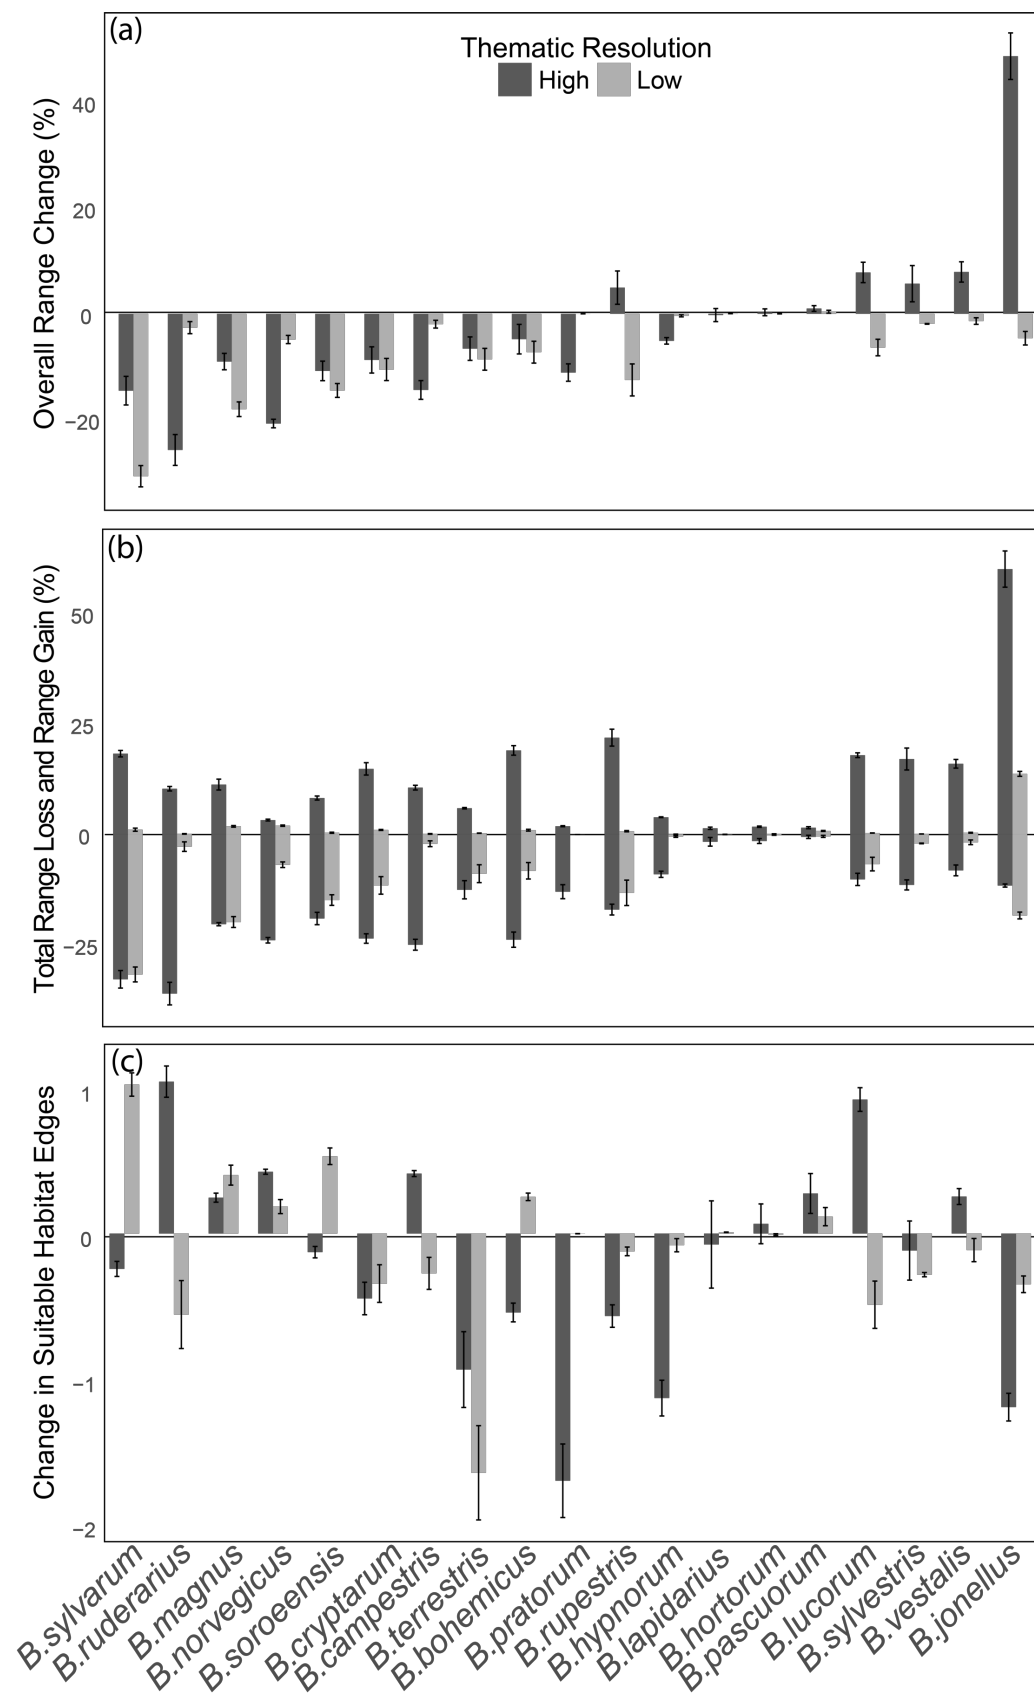 (a)
Thematic Resolution
High Low
Overall Range Change (%)
40
20
0
−20
(b)
Total Range Loss and Range Gain (%)
50
25
0
−25
(c)
Change in Suitable Habitat Edges
1
0
−1
−2
B.sylvarum
B.ruderarius
B.magnus
B.norvegicus
B.soroeensis
B.cryptarum
B.campestris
B.terrestris
B.bohemicus
B.pratorum
B.rupestris
B.hypnorum
B.lapidarius
B.hortorum
B.pascuorum
B.lucorum
B.sylvestris
B.vestalis
B.jonellus